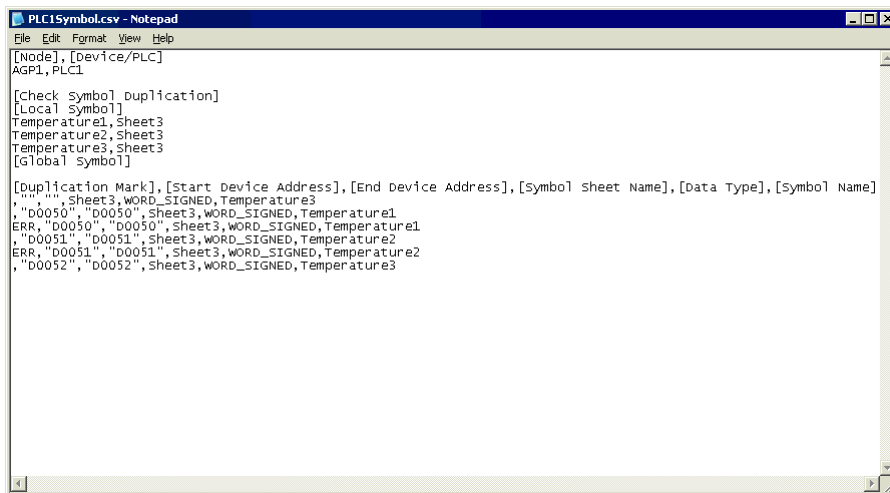 PLC1Symbol.csv - Notepad
File Edit Format View Help
[Node],[Device/PLC]
AGP1,PLC1
[Check Symbol Duplication]
[Local Symbol]
Temperature1,Sheet3
Temperature2,Sheet3
Temperature3,Sheet3
[Global Symbol]
[Duplication Mark],[Start Device Address],[End Device Address],[Symbol Sheet Name],[Data Type],[Symbol Name]
,"","",Sheet3,WORD_SIGNED,Temperature3
,"D0050","D0050",Sheet3,WORD_SIGNED,Temperature1
ERR,"D0050","D0050",Sheet3,WORD_SIGNED,Temperature1
,"D0051","D0051",Sheet3,WORD_SIGNED,Temperature2
ERR,"D0051","D0051",Sheet3,WORD_SIGNED,Temperature2
,"D0052","D0052",Sheet3,WORD_SIGNED,Temperature3